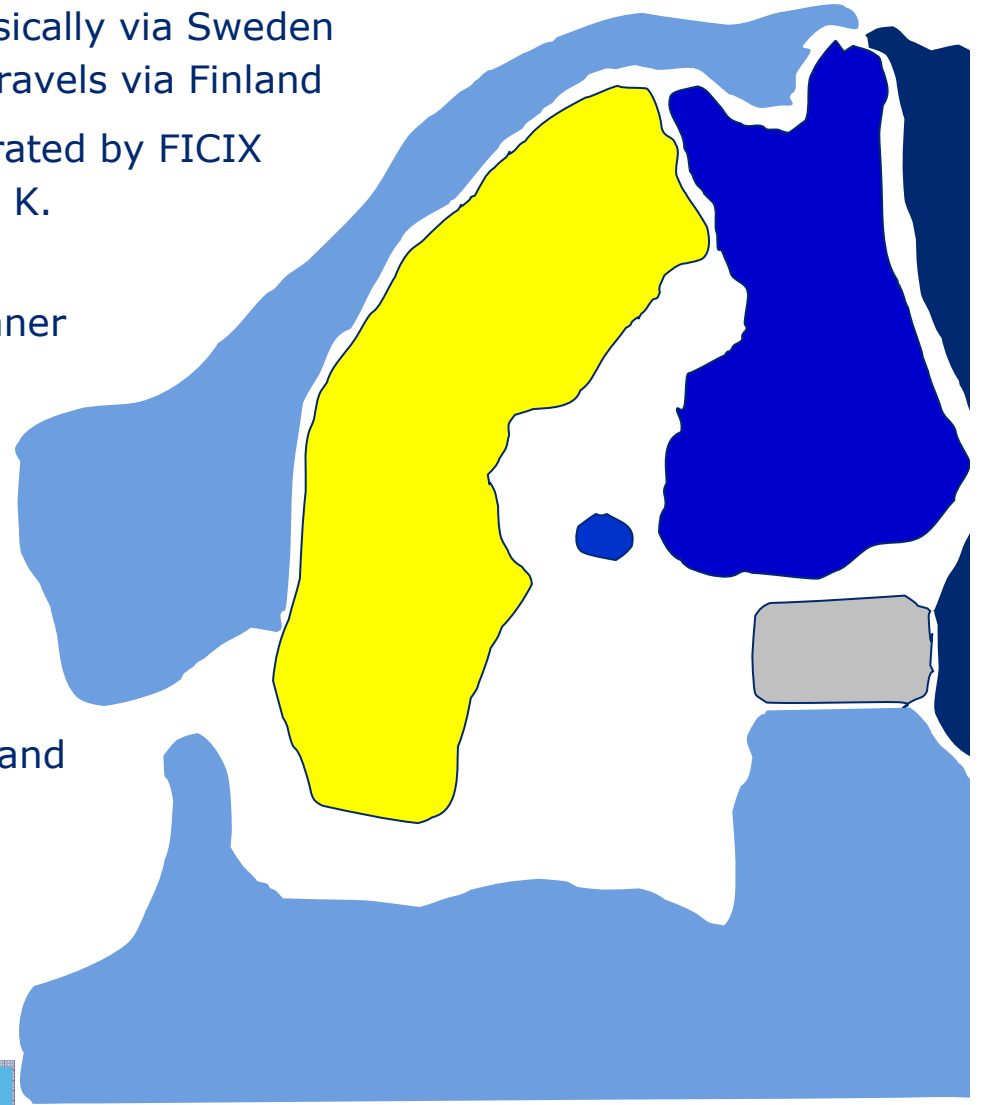 sically via Sweden
ravels via Finland
rated by FICIX
K.
ner
and